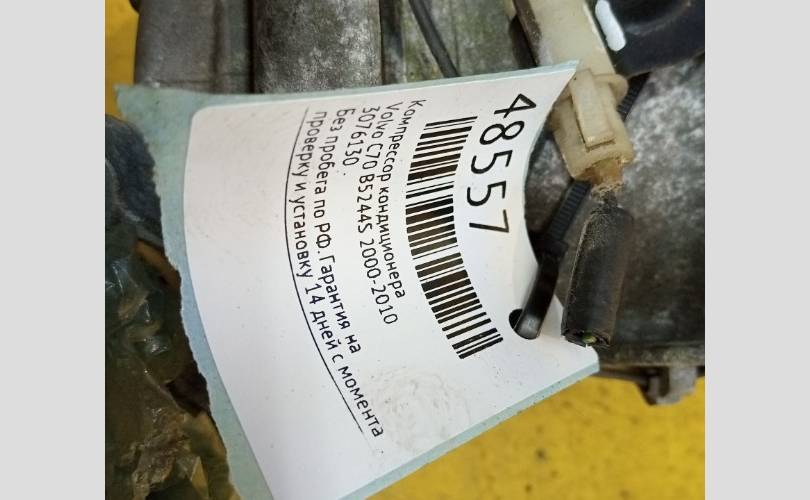 48557
Компрессор кондиционера
Volvo C70 B5244S 2000-2010
3076130 .
Без пробега по РФ.Гарантия на
проверку и установку 14 дней с момента